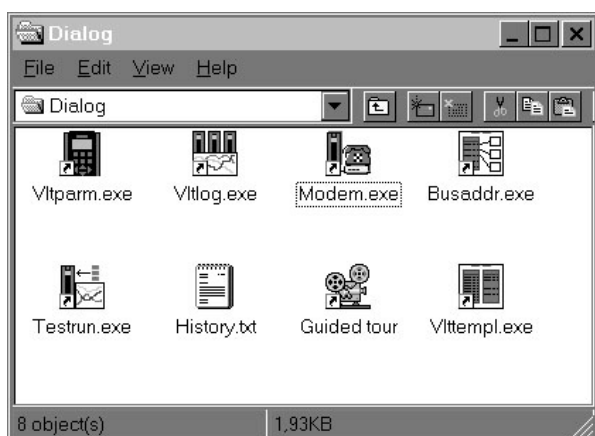 Dialog
File Edit View Help
Dialog
Vltparm.exe Vltlog.exe Modem.exe Busaddr.exe
Testrun.exe History.txt Guided tour Vlttempl.exe
8 object(s) 1,93KB